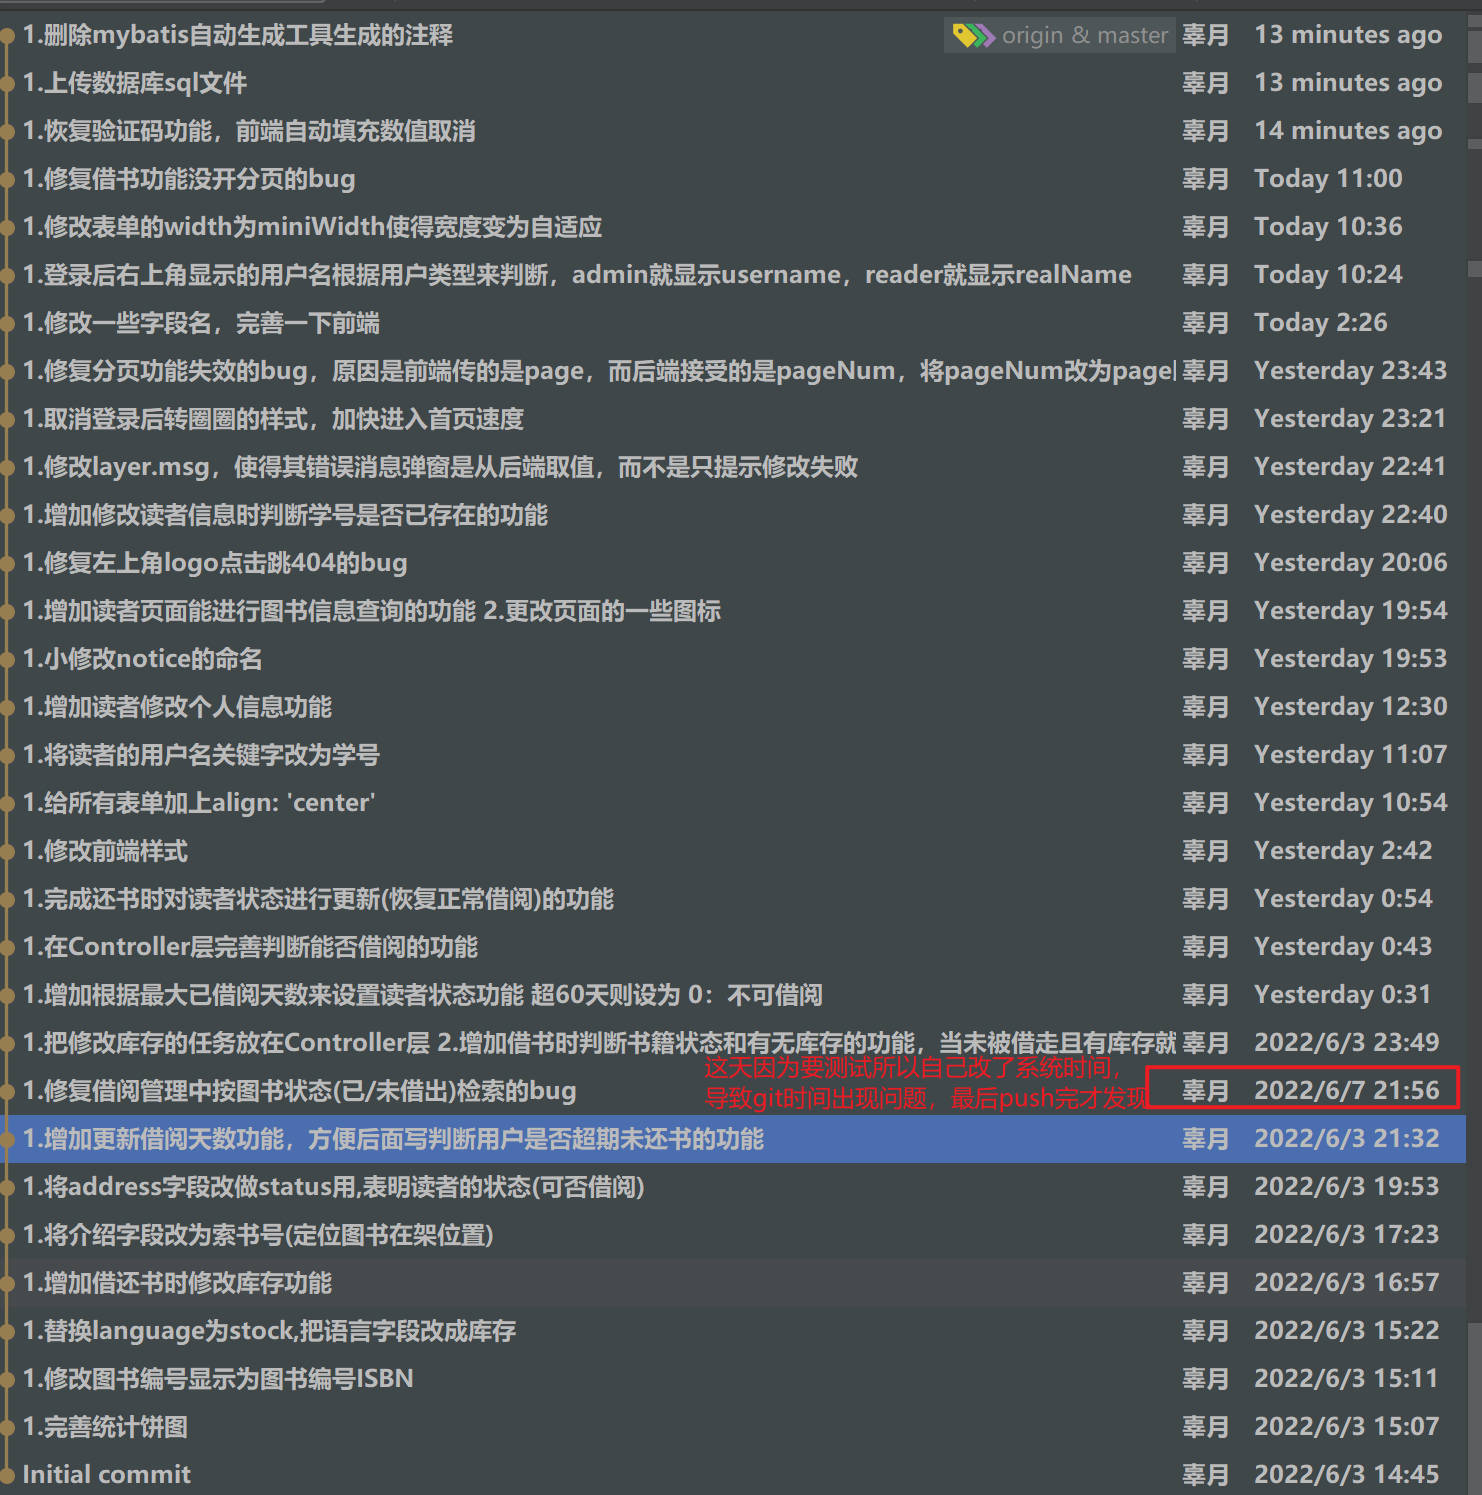 1.删除mybatis自动生成工具生成的注释 origin & master 辜月 13 minutes ago
1.上传数据库sql文件 辜月 13 minutes ago
1.恢复验证码功能，前端自动填充数值取消 辜月 14 minutes ago
1.修复借书功能没开分页的bug 辜月 Today 11:00
1.修改表单的width为miniWidth使得宽度变为自适应 辜月 Today 10:36
1.登录后右上角显示的用户名根据用户类型来判断，admin就显示username，reader就显示realName 辜月 Today 10:24
1.修改一些字段名，完善一下前端 辜月 Today 2:26
1.修复分页功能失效的bug，原因是前端传的是page，而后端接受的是pageNum，将pageNum改为page 辜月 Yesterday 23:43
1.取消登录后转圈圈的样式，加快进入首页速度 辜月 Yesterday 23:21
1.修改layer.msg，使得其错误消息弹窗是从后端取值，而不是只提示修改失败 辜月 Yesterday 22:41
1.增加修改读者信息时判断学号是否已存在的功能 辜月 Yesterday 22:40
1.修复左上角logo点击跳404的bug 辜月 Yesterday 20:06
1.增加读者页面能进行图书信息查询的功能 2.更改页面的一些图标 辜月 Yesterday 19:54
1.小修改notice的命名 辜月 Yesterday 19:53
1.增加读者修改个人信息功能 辜月 Yesterday 12:30
1.将读者的用户名关键字改为学号 辜月 Yesterday 11:07
1.给所有表单加上align: 'center' 辜月 Yesterday 10:54
1.修改前端样式 辜月 Yesterday 2:42
1.完成还书时对读者状态进行更新(恢复正常借阅)的功能 辜月 Yesterday 0:54
1.在Controller层完善判断能否借阅的功能 辜月 Yesterday 0:43
1.增加根据最大已借阅天数来设置读者状态功能 超60天则设为 0：不可借阅 辜月 Yesterday 0:31
1.把修改库存的任务放在Controller层 2.增加借书时判断书籍状态和有无库存的功能，当未被借走且有库存就 辜月 2022/6/3 23:49
这天因为要测试所以自己改了系统时间，
导致git时间出现问题，最后push完才发现
1.修复借阅管理中按图书状态(已/未借出)检索的bug 辜月 2022/6/7 21:56
1.增加更新借阅天数功能，方便后面写判断用户是否超期未还书的功能 辜月 2022/6/3 21:32
1.将address字段改做status用,表明读者的状态(可否借阅) 辜月 2022/6/3 19:53
1.将介绍字段改为索书号(定位图书在架位置) 辜月 2022/6/3 17:23
1.增加借还书时修改库存功能 辜月 2022/6/3 16:57
1.替换language为stock,把语言字段改成库存 辜月 2022/6/3 15:22
1.修改图书编号显示为图书编号ISBN 辜月 2022/6/3 15:11
1.完善统计饼图 辜月 2022/6/3 15:07
Initial commit 辜月 2022/6/3 14:45